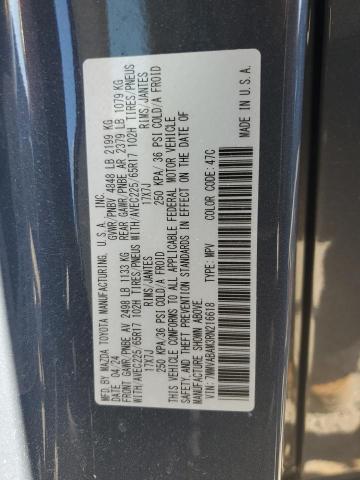 MFG. BY MAZDA TOYOTA MANUFACTURING, U.S.A., INC.
DATE: 04/24 GVWR/PNBV 4848 LB 2199 KG
FRONT GAWR/PNBE AV 2498 LB 1133 KG REAR GAWR/PNBE AR 2379 LB 1079 KG
WITH/AVEC225/65R17 102H TIRES/PNEUS WITH/AVEC225/65R17 102H TIRES/PNEUS
17X7J RIMS/JANTES 17X7J RIMS/JANTES
250 KPA/36 PSI COLD/A FROID 250 KPA/36 PSI COLD/A FROID
THIS VEHICLE CONFORMS TO ALL APPLICABLE FEDERAL MOTOR VEHICLE
SAFETY AND THEFT PREVENTION STANDARDS IN EFFECT ON THE DATE OF
MANUFACTURE SHOWN ABOVE.
VIN: 7MMVABAM3RN216618 TYPE: MPV COLOR CODE: 47C
MADE IN U.S.A.